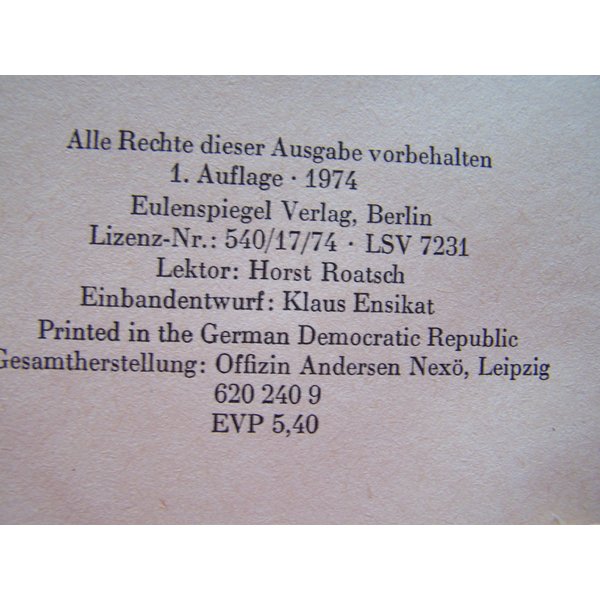 Alle Rechte dieser Ausgabe vorbehalten
1. Auflage · 1974
Eulenspiegel Verlag, Berlin
Lizenz-Nr.: 540/17/74 · LSV 7231
Lektor: Horst Roatsch
Einbandentwurf: Klaus Ensikat
Printed in the German Democratic Republic
Gesamtherstellung: Offizin Andersen Nexö, Leipzig
620 240 9
EVP 5,40